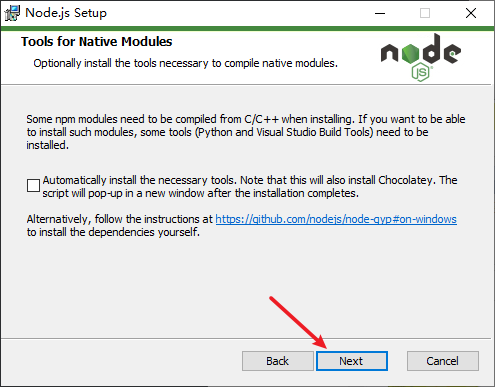 Node.js Setup
Tools for Native Modules
Optionally install the tools necessary to compile native modules.
node
JS
Some npm modules need to be compiled from C/C++ when installing. If you want to be able
to install such modules, some tools (Python and Visual Studio Build Tools) need to be
installed.
Automatically install the necessary tools. Note that this will also install Chocolatey. The
script will pop-up in a new window after the installation completes.
Alternatively, follow the instructions at https://github.com/nodejs/node-gyp#on-windows
to install the dependencies yourself.
Back Next Cancel